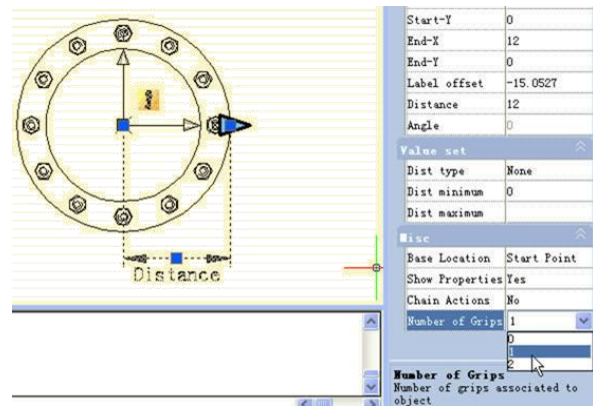 Start-Y 0
End-X 12
End-Y 0
Label offset -15.0527
Distance 12
Angle 0
Value set
Dist type None
Dist minimum 0
Dist maximum
Misc
Base Location Start Point
Show Properties Yes
Chain Actions No
Number of Grips 1
0
1
2
Number of Grips
Number of grips associated to
object
Distance